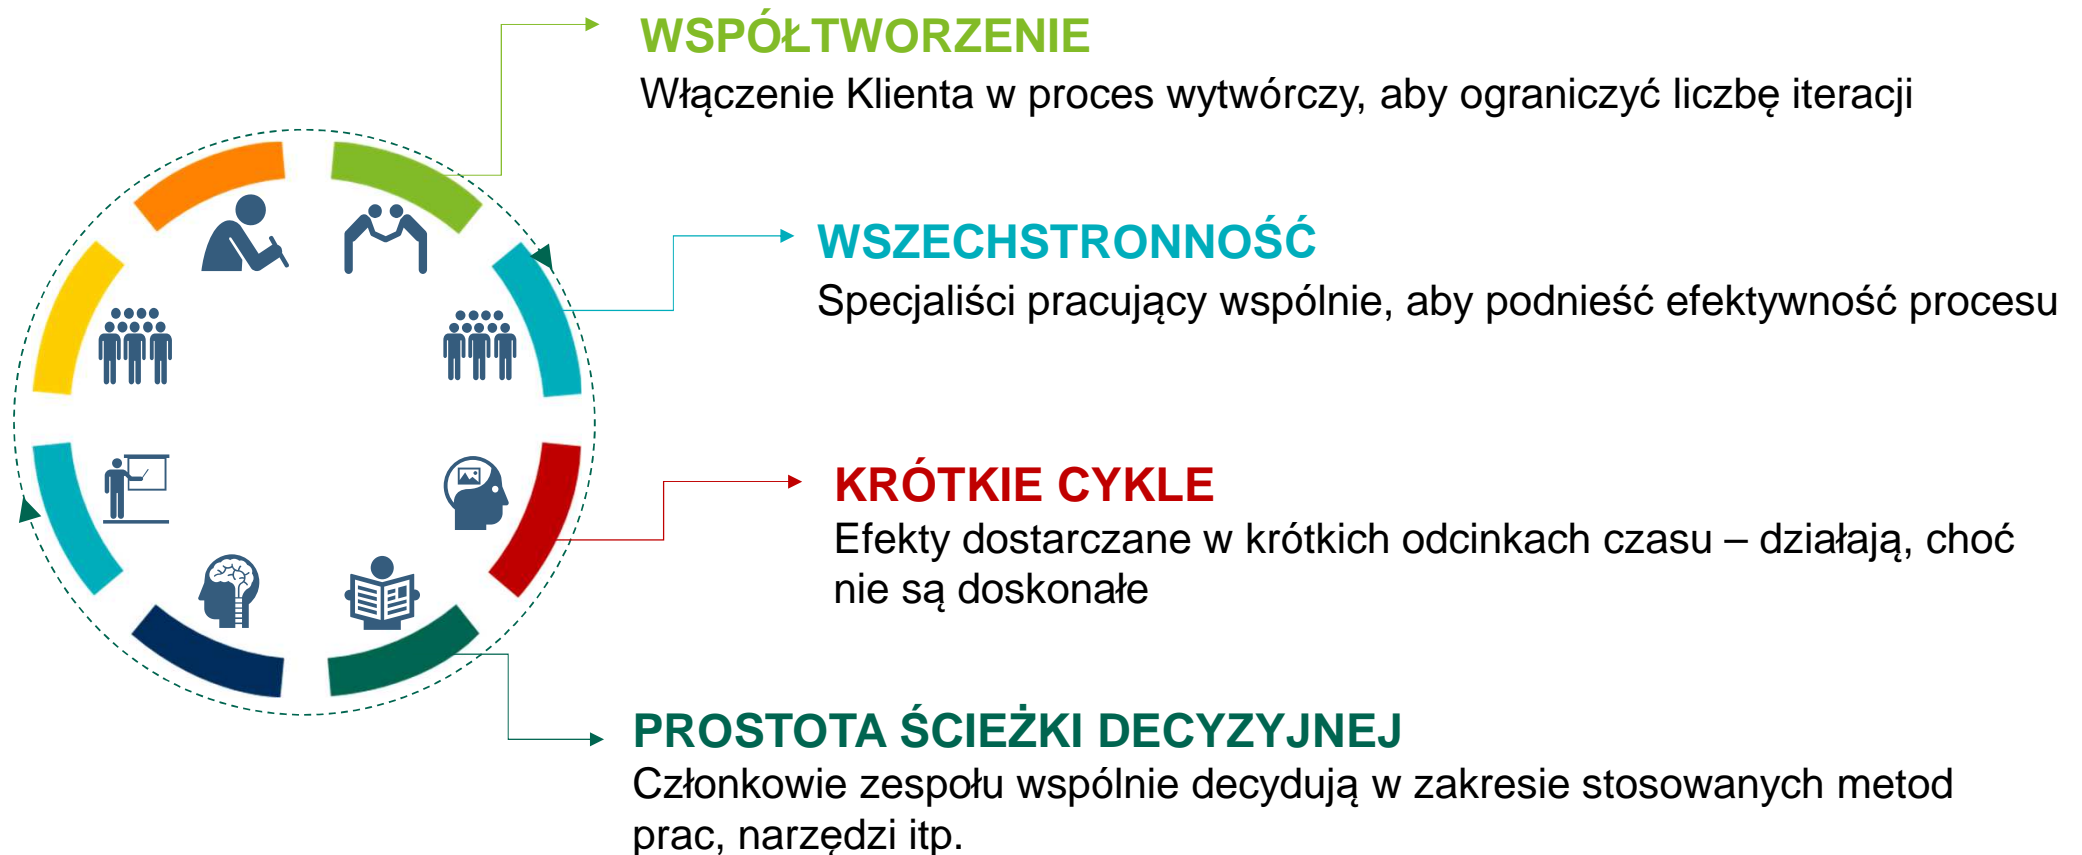 WSPÓŁTWORZENIE
Włączenie Klienta w proces wytwórczy, aby ograniczyć liczbę iteracji
WSZECHSTRONNOŚĆ
Specjaliści pracujący wspólnie, aby podnieść efektywność procesu
KRÓTKIE CYKLE
Efekty dostarczane w krótkich odcinkach czasu – działają, choć
nie są doskonałe
PROSTOTA ŚCIEŻKI DECYZYJNEJ
Członkowie zespołu wspólnie decydują w zakresie stosowanych metod
prac, narzędzi itp.